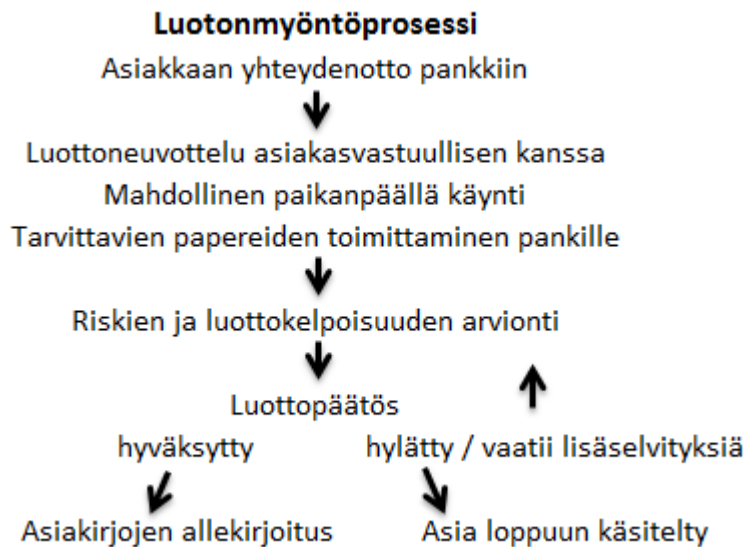 Luotonmyöntöprosessi
Asiakkaan yhteydenotto pankkiin
Luottoneuvottelu asiakasvastuullisen kanssa
Mahdollinen paikanpäällä käynti
Tarvittavien papereiden toimittaminen pankille
Riskien ja luottokelpoisuuden arvionti
Luottopäätös
hyväksytty hylätty / vaatii lisäselvityksiä
Asiakirjojen allekirjoitus Asia loppuun käsitelty